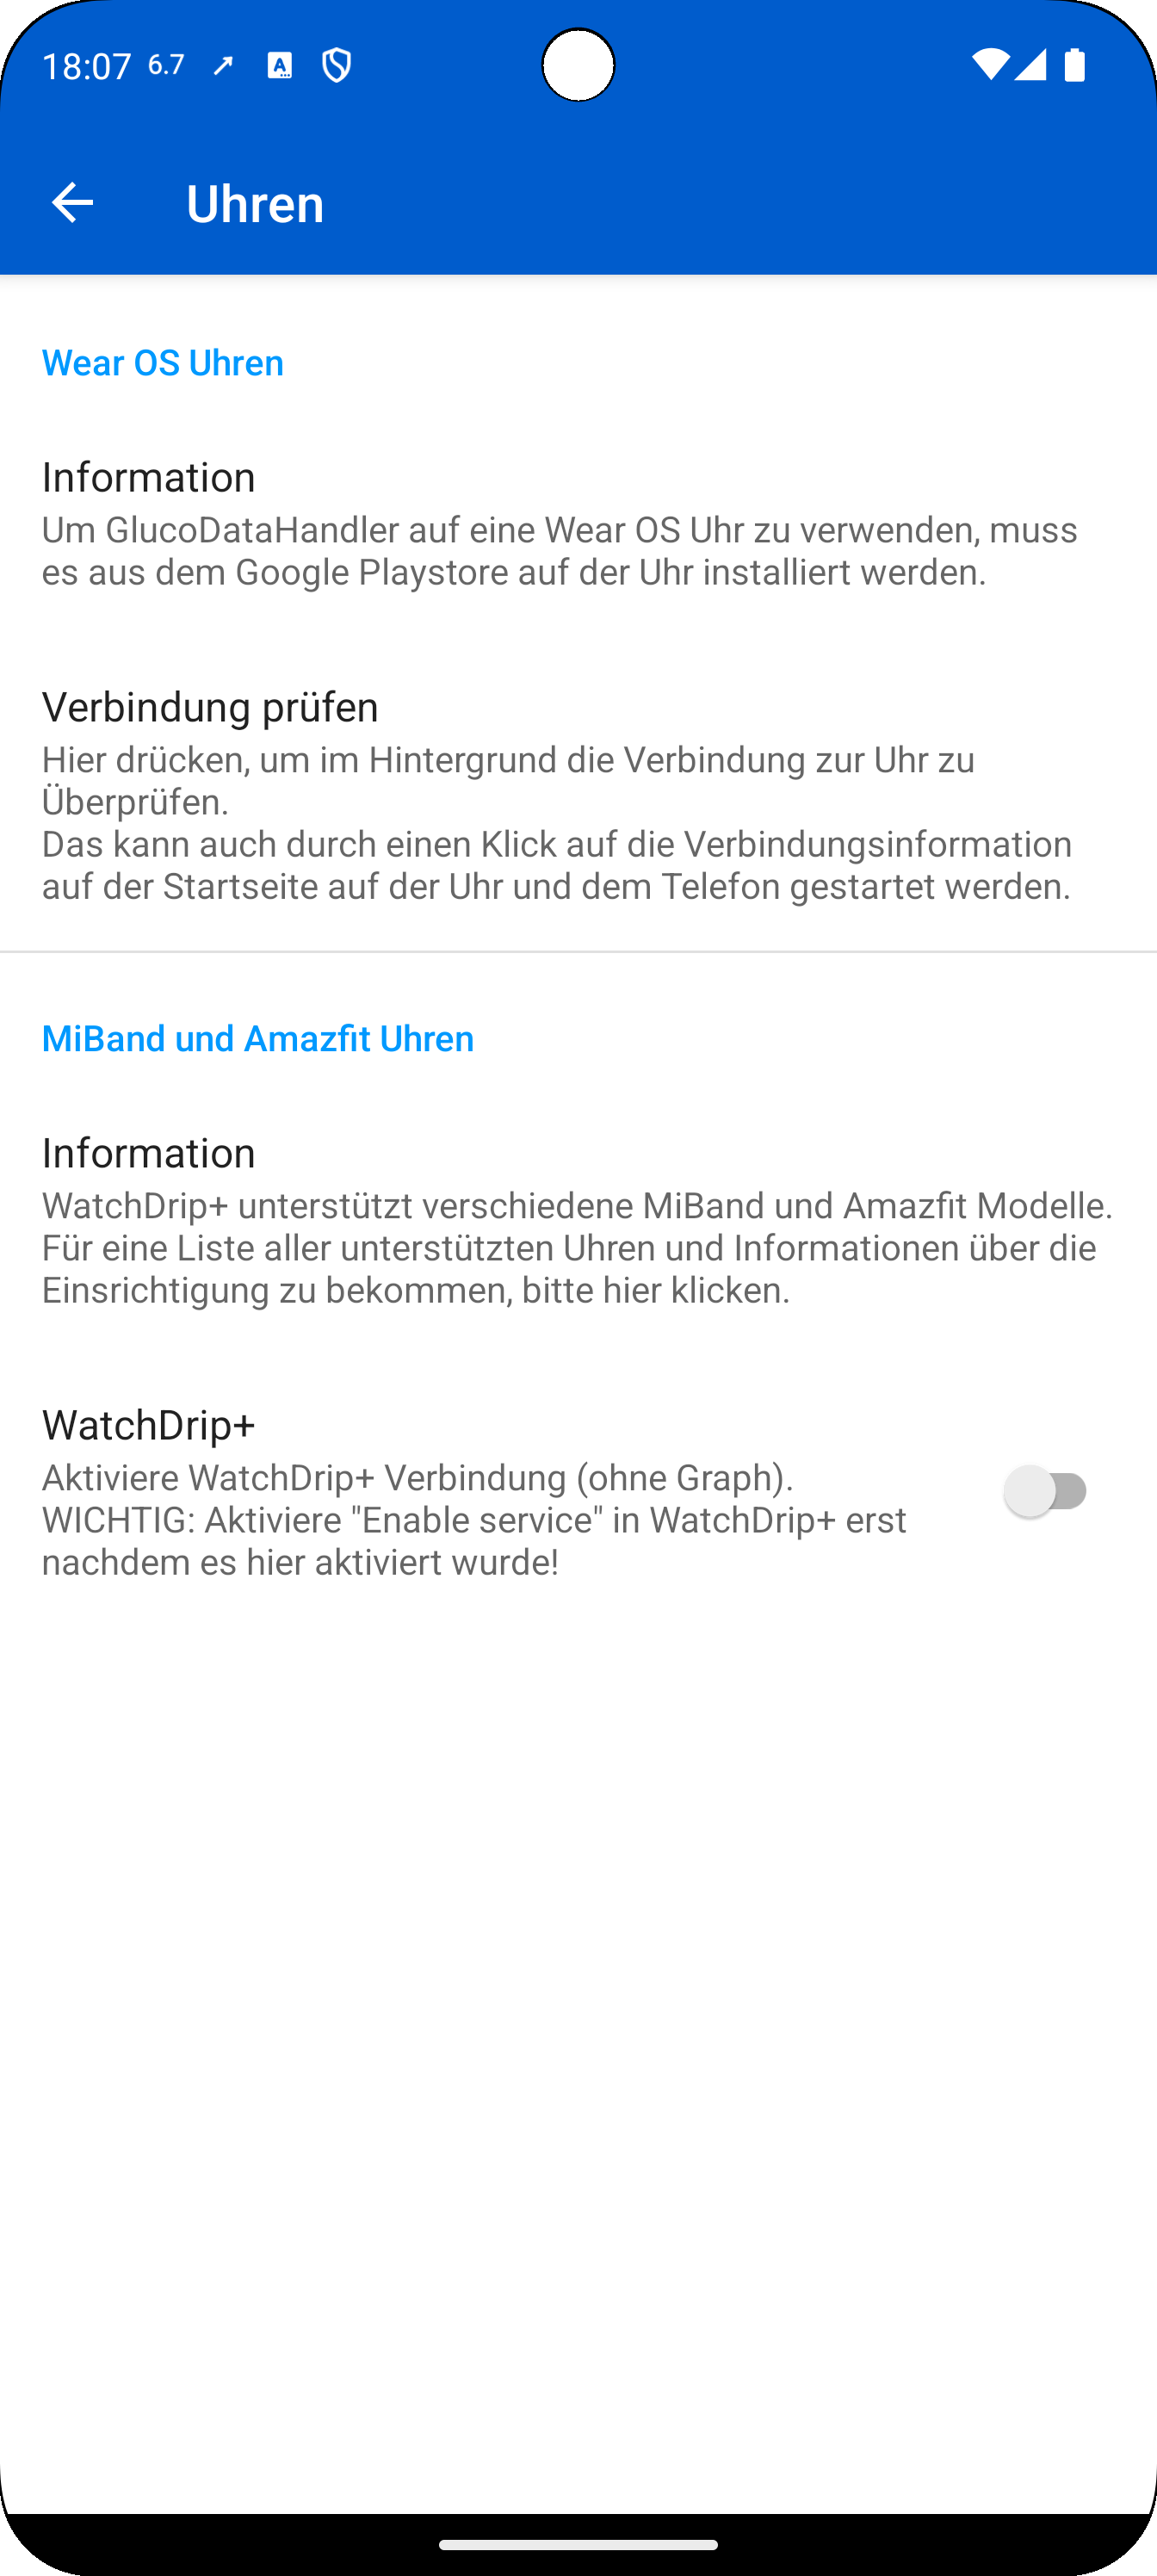 18:07 6.7
Uhren
Wear OS Uhren
Information
Um GlucoDataHandler auf eine Wear OS Uhr zu verwenden, muss
es aus dem Google Playstore auf der Uhr installiert werden.
Verbindung prüfen
Hier drücken, um im Hintergrund die Verbindung zur Uhr zu
Überprüfen.
Das kann auch durch einen Klick auf die Verbindungsinformation
auf der Startseite auf der Uhr und dem Telefon gestartet werden.
MiBand und Amazfit Uhren
Information
WatchDrip+ unterstützt verschiedene MiBand und Amazfit Modelle.
Für eine Liste aller unterstützten Uhren und Informationen über die
Einsrichtigung zu bekommen, bitte hier klicken.
WatchDrip+
Aktiviere WatchDrip+ Verbindung (ohne Graph).
WICHTIG: Aktiviere "Enable service" in WatchDrip+ erst
nachdem es hier aktiviert wurde!